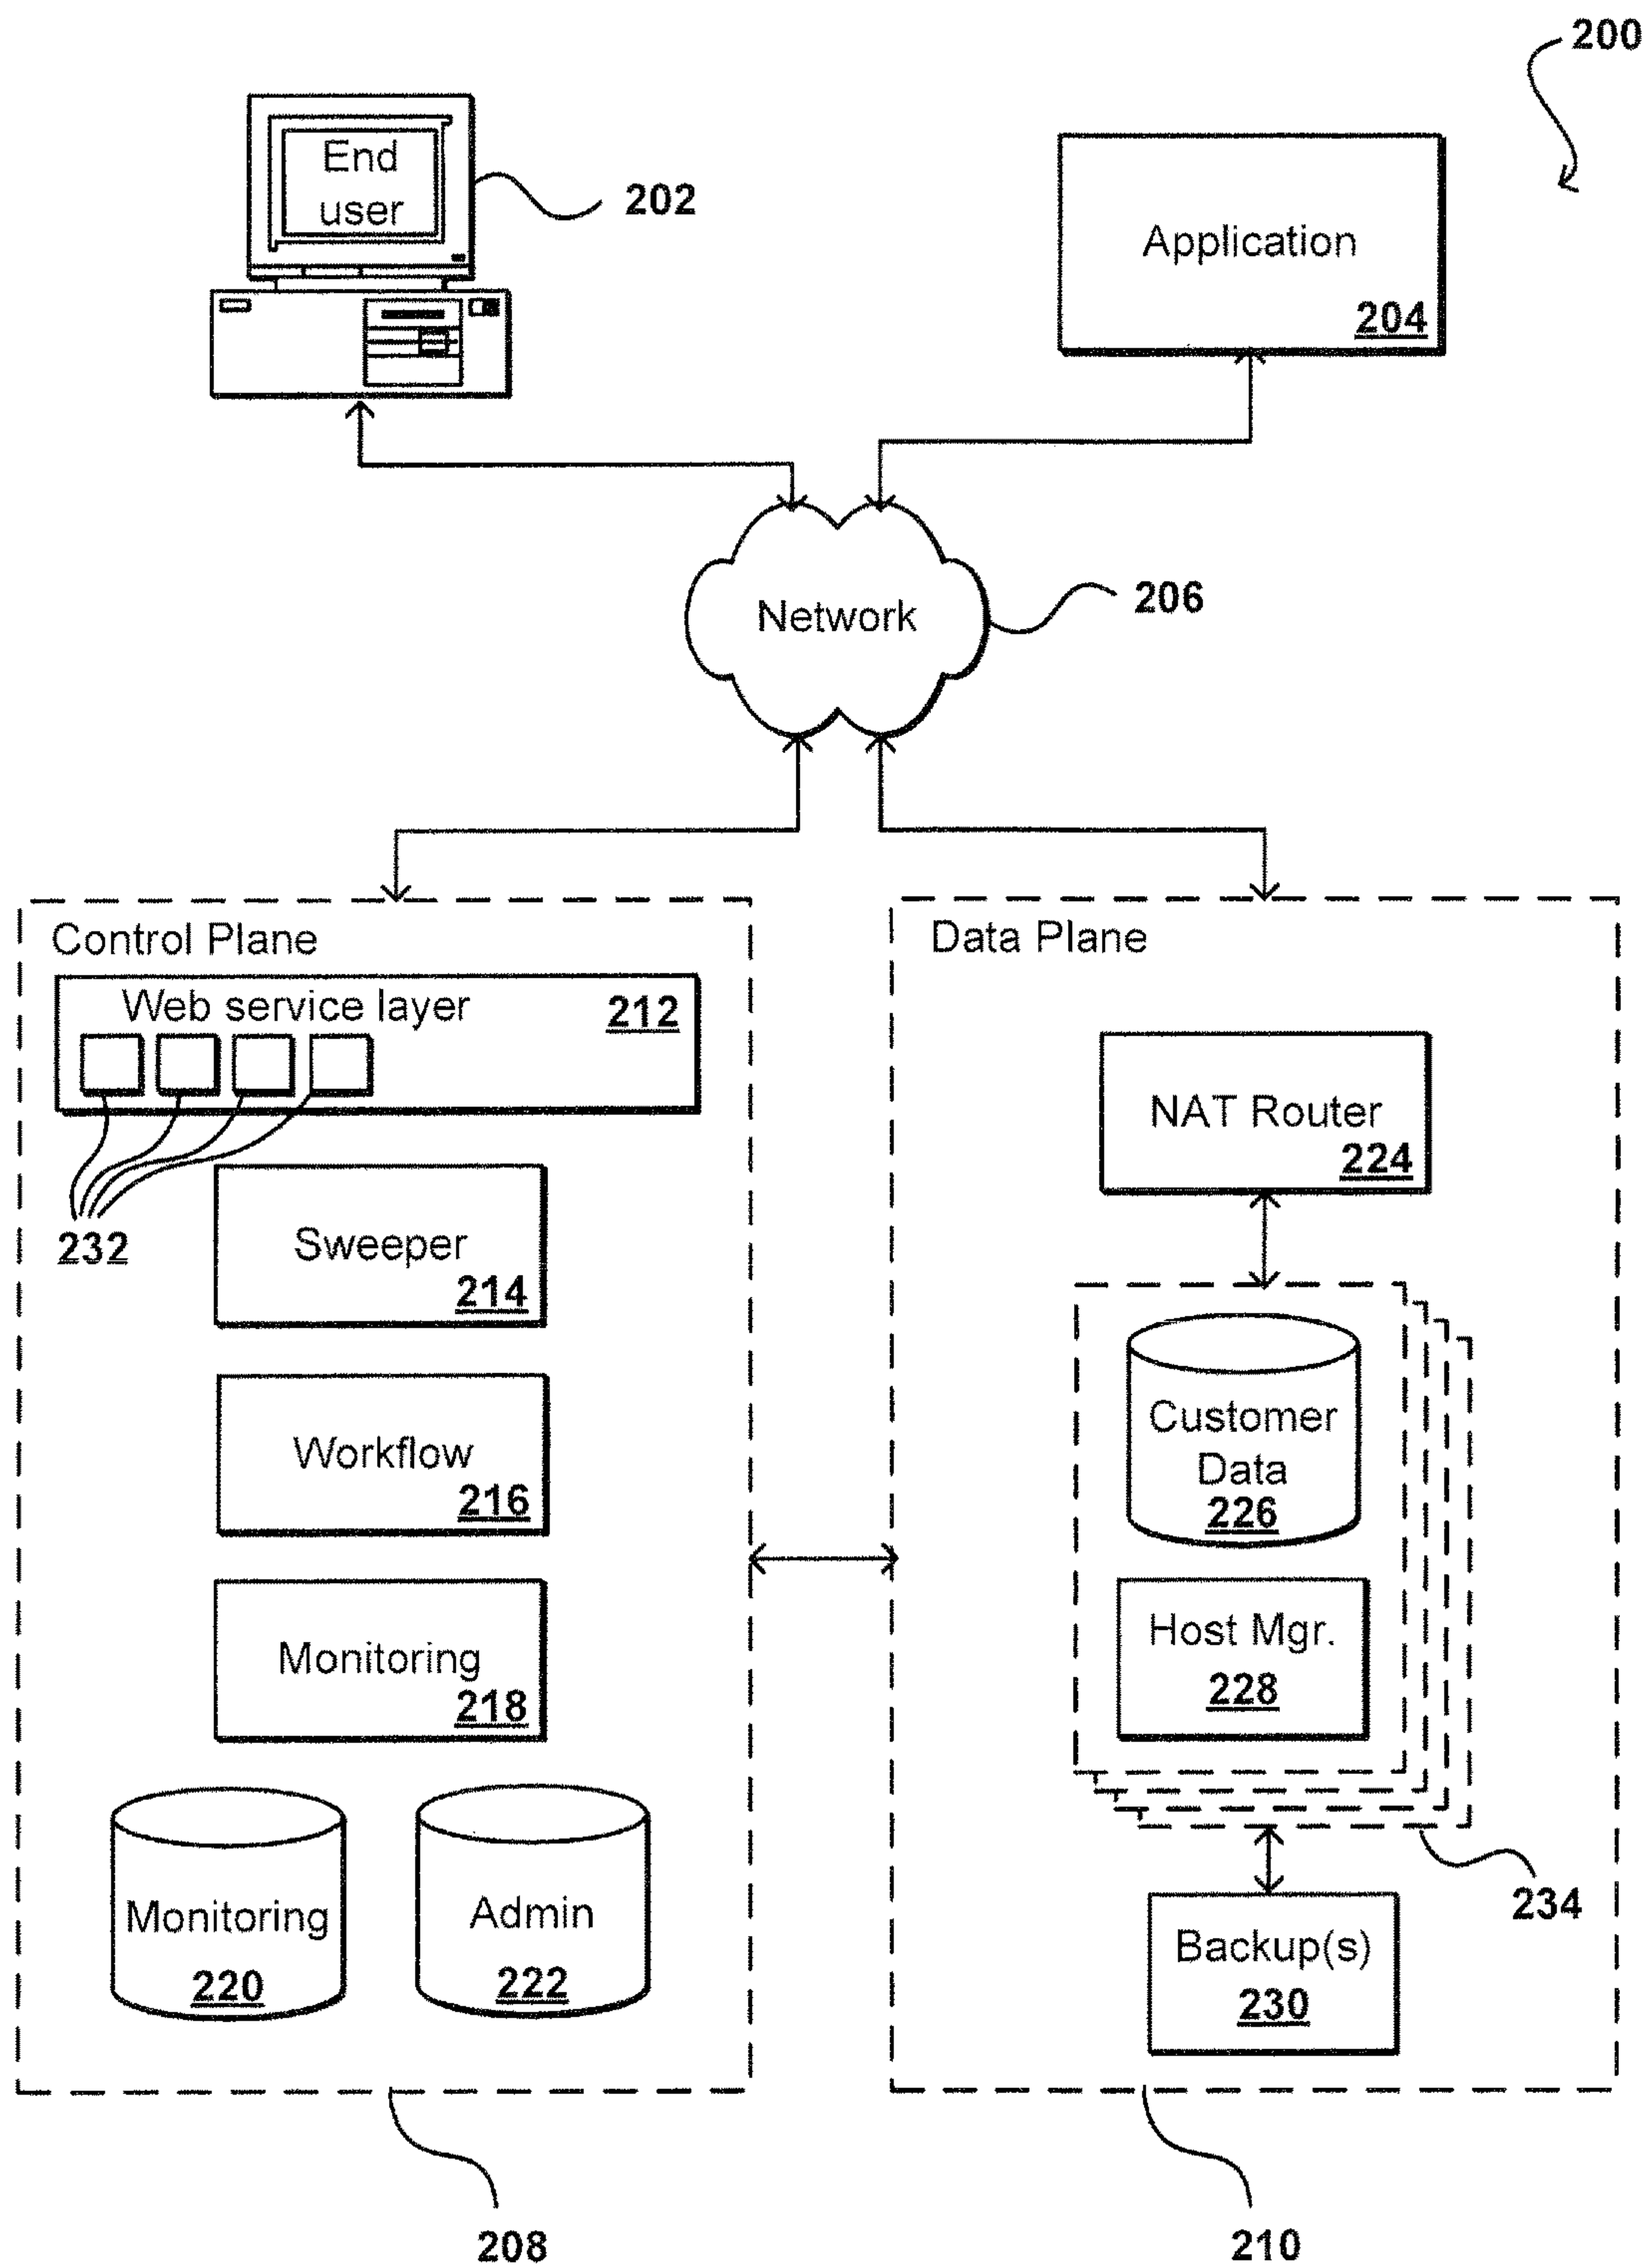 200
End
user
202
Application
204
Network
206
Control Plane
Web service layer
212
232
Sweeper
214
Workflow
216
Monitoring
218
Monitoring
220
Admin
222
208
Data Plane
NAT Router
224
Customer
Data
226
Host Mgr.
228
234
Backup(s)
230
210